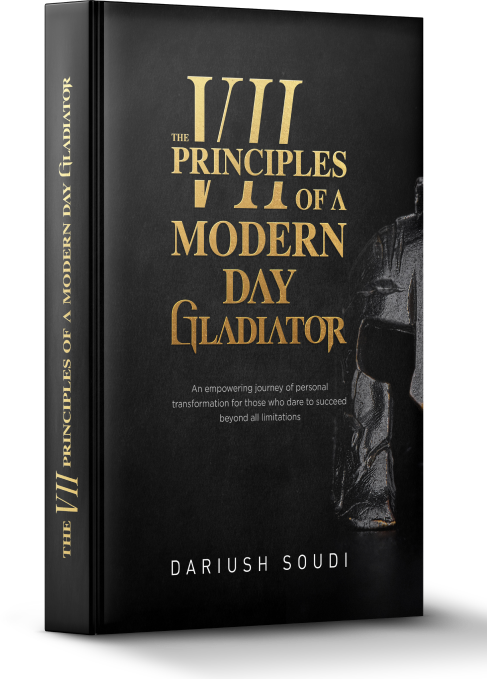 THE VII PRINCIPLES OF A MODERN DAY GLADIATOR
VII
THE
PRINCIPLES
OF A
MODERN
DAY
GLADIATOR
An empowering journey of personal
transformation for those who dare to succeed
beyond all limitations
DARIUSH SOUDI